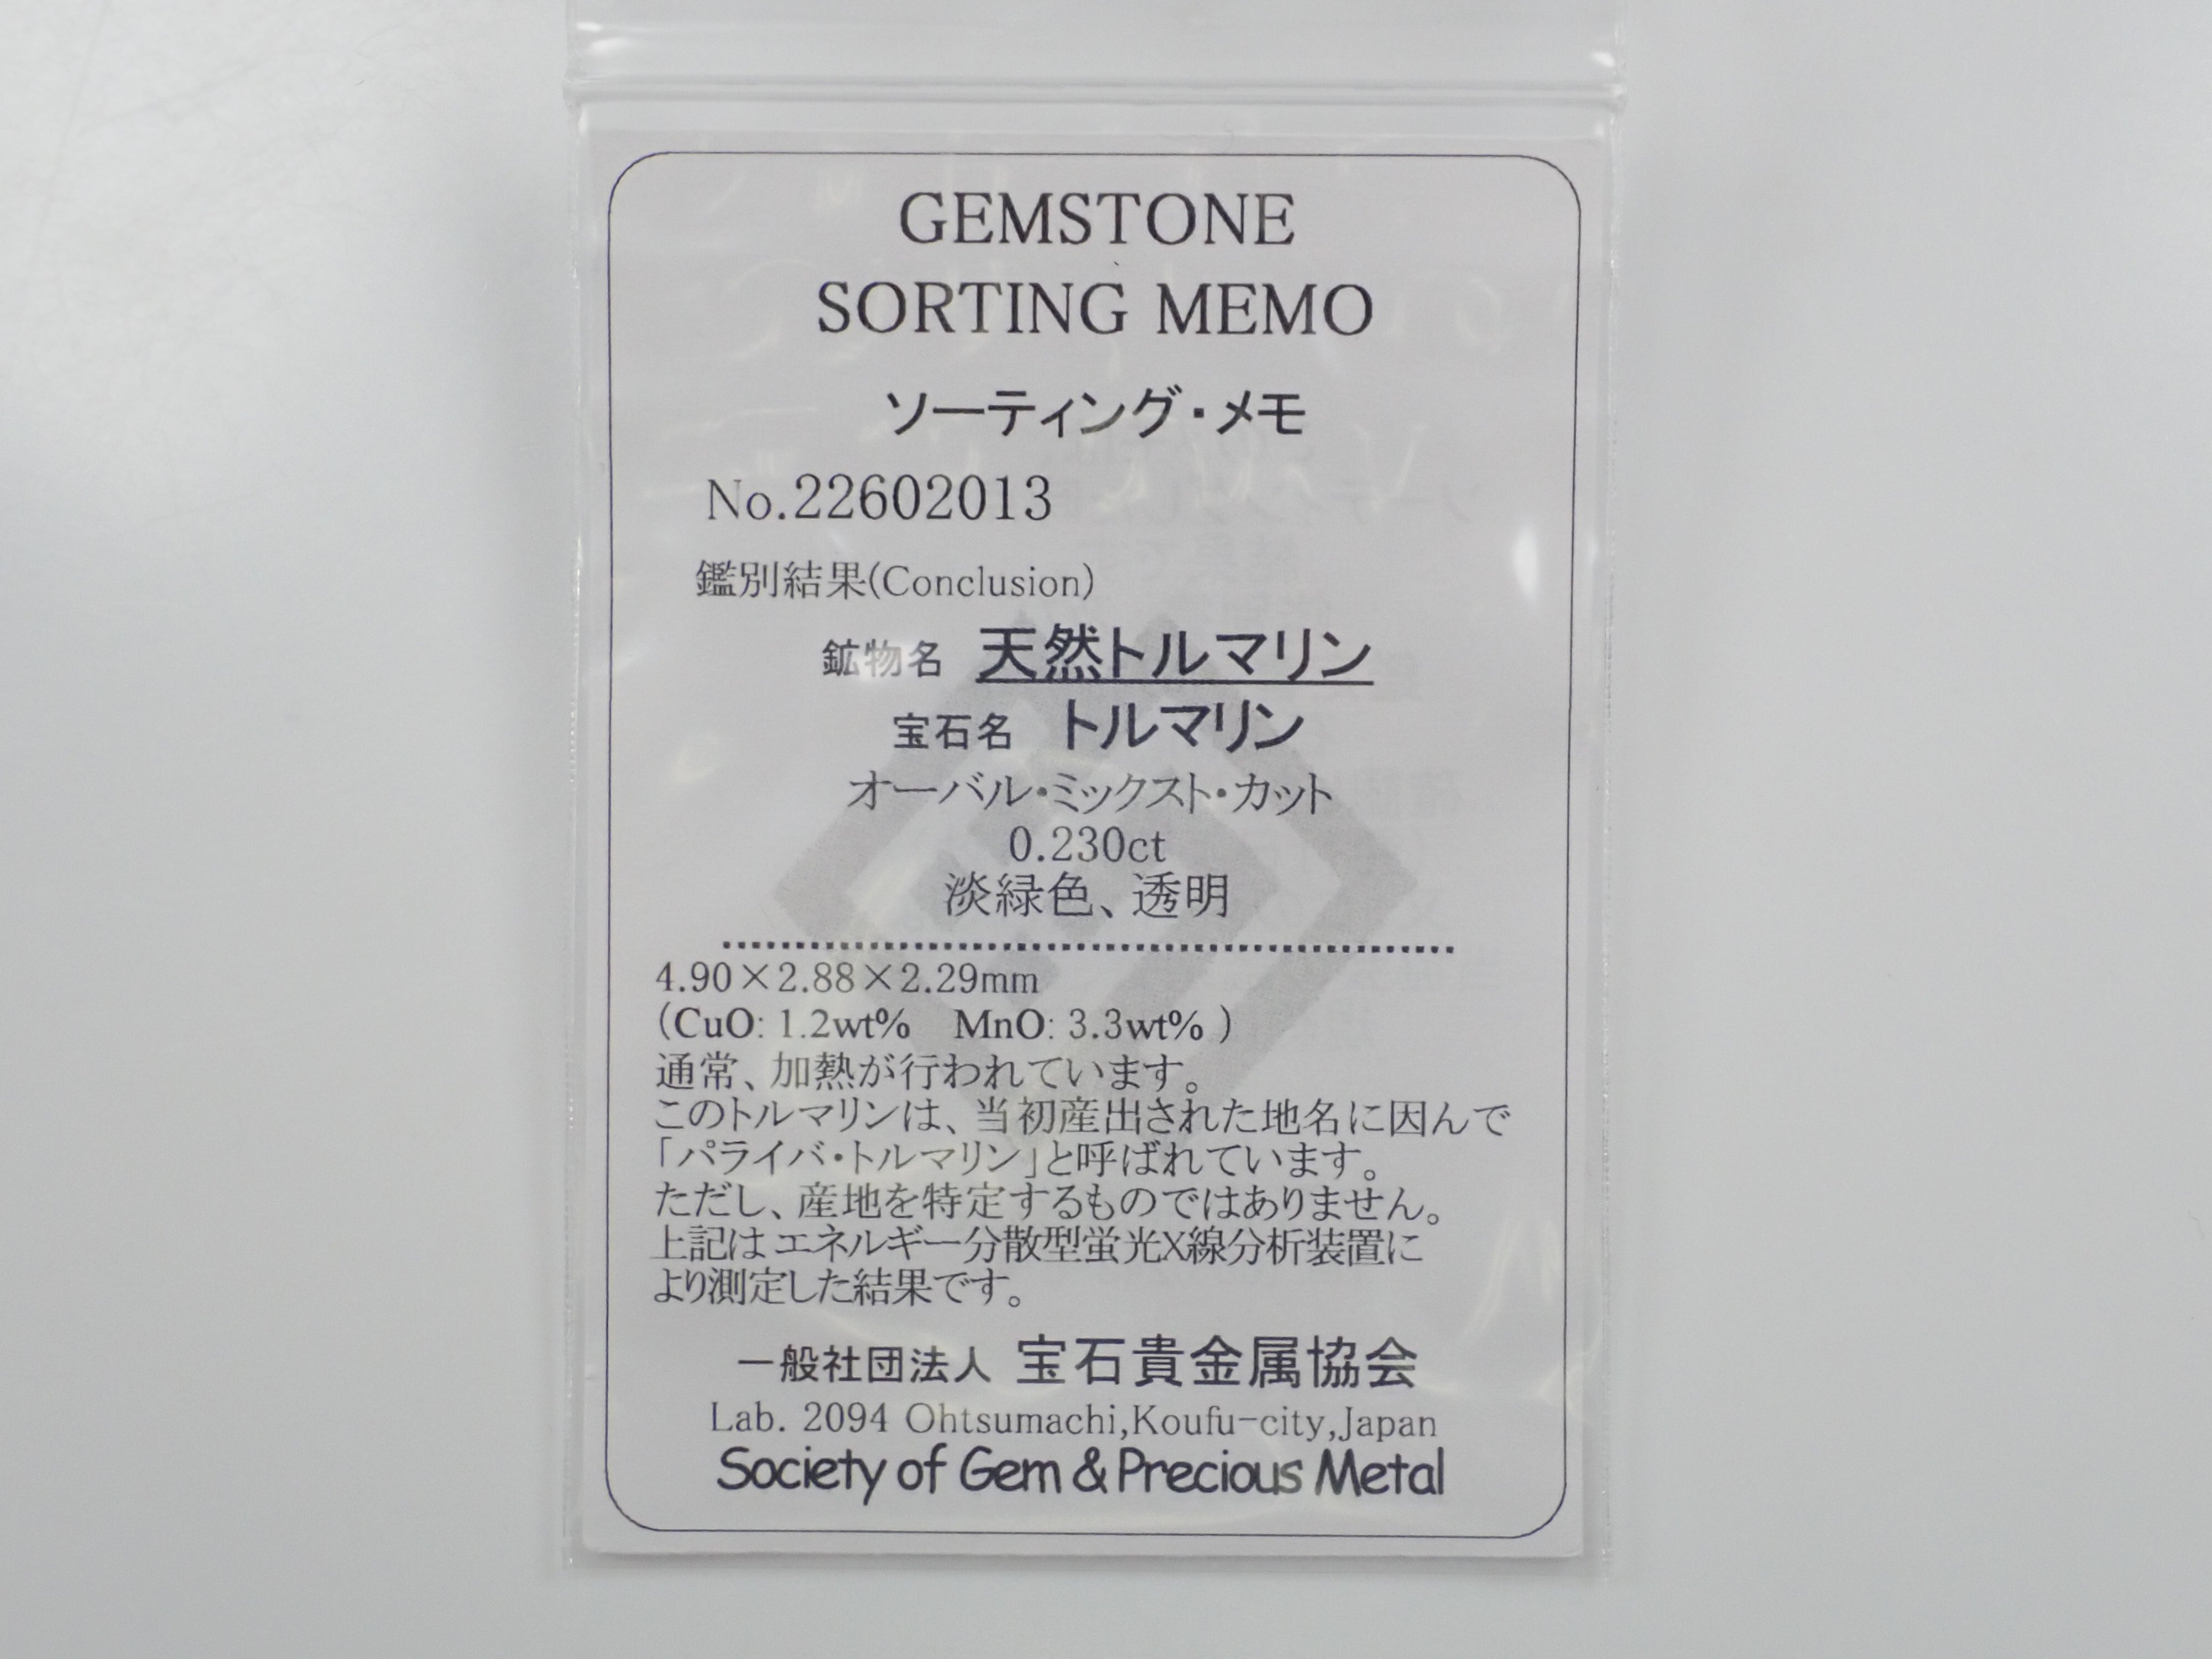 GEMSTONE
SORTING MEMO
ソーティング・メモ
No.22602013
鑑別結果(Conclusion)
鉱物名 天然トルマリン
宝石名 トルマリン
オーバル・ミックスト・カット
0.230ct
淡緑色、透明
4.90×2.88×2.29mm
(CuO: 1.2wt% MnO: 3.3wt% )
通常、加熱が行われています。
このトルマリンは、当初産出された地名に因んで
「パライバ・トルマリン」と呼ばれています。
ただし、産地を特定するものではありません。
上記はエネルギー分散型蛍光X線分析装置に
より測定した結果です。
一般社団法人 宝石貴金属協会
Lab. 2094 Ohtsumachi,Koufu-city,Japan
Society of Gem & Precious Metal